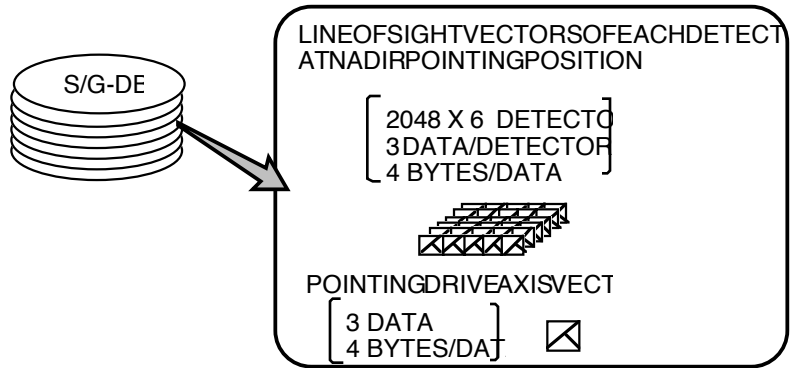 LINEOFSIGHTVECTORSOFEACHDETECT
ATNADIRPOINTINGPOSITION
S/G-DE
2048 X 6 DETECTO
3DATA/DETECTOR
4 BYTES/DATA
POINTINGDRIVEAXISVECT
3 DATA
4 BYTES/DAT